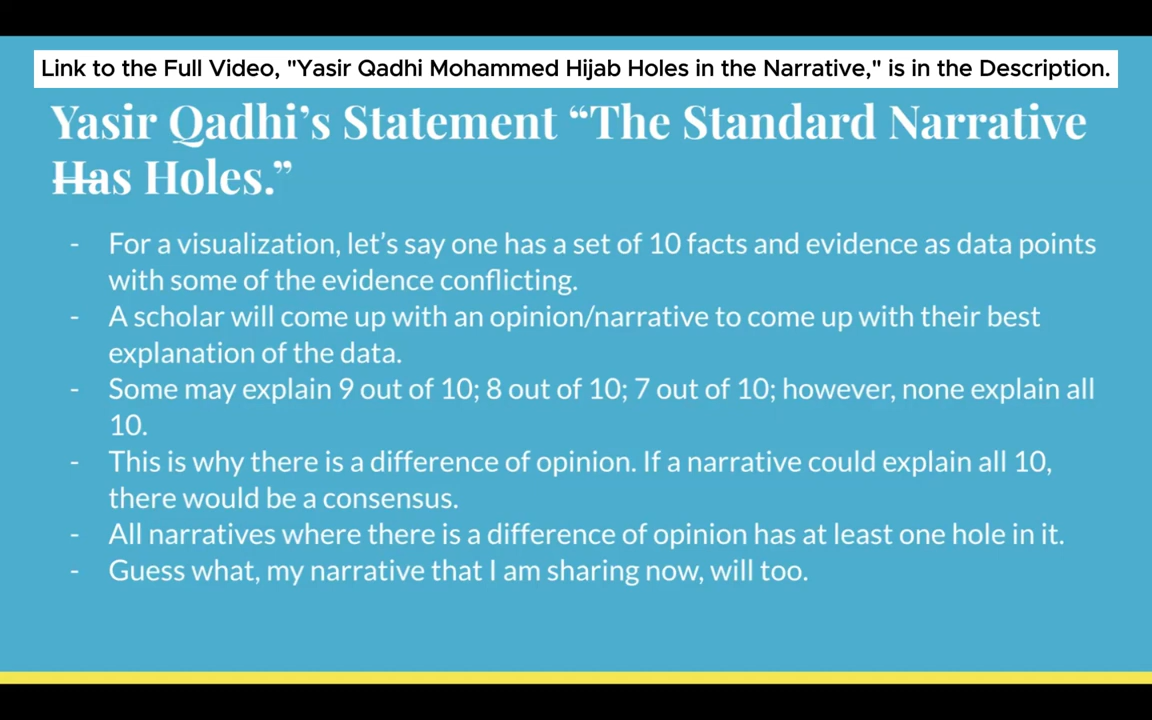 Link to the Full Video, "Yasir Qadhi Mohammed Hijab Holes in the Narrative," is in the Description.
Yasir Qadhi’s Statement “The Standard Narrative
Has Holes.”
- For a visualization, let’s say one has a set of 10 facts and evidence as data points
with some of the evidence conflicting.
- A scholar will come up with an opinion/narrative to come up with their best
explanation of the data.
- Some may explain 9 out of 10; 8 out of 10; 7 out of 10; however, none explain all
10.
- This is why there is a difference of opinion. If a narrative could explain all 10,
there would be a consensus.
- All narratives where there is a difference of opinion has at least one hole in it.
- Guess what, my narrative that I am sharing now, will too.